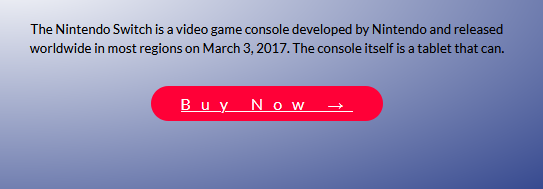 The Nintendo Switch is a video game console developed by Nintendo and released
worldwide in most regions on March 3, 2017. The console itself is a tablet that can.
Buy Now →